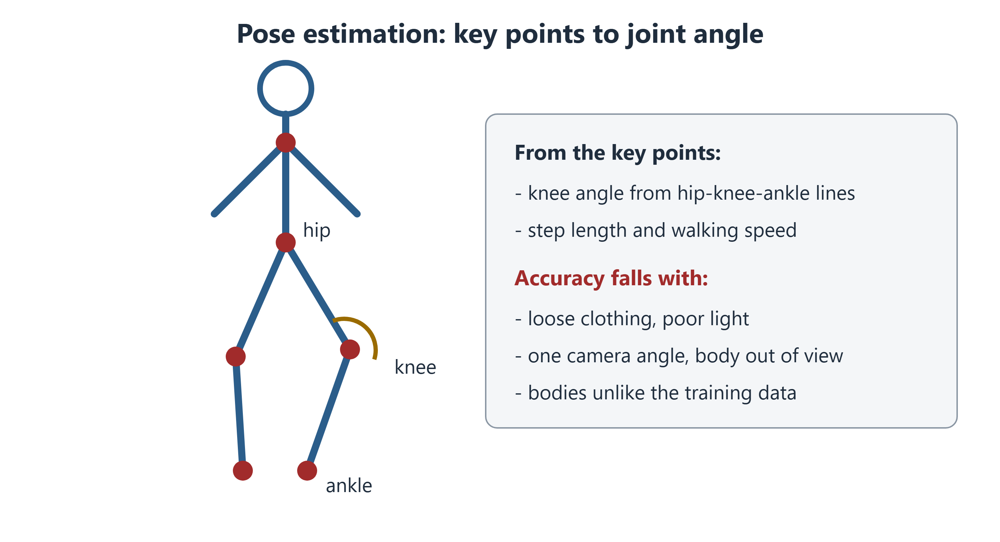 Pose estimation: key points to joint angle
hip
knee
ankle
From the key points:
- knee angle from hip-knee-ankle lines
- step length and walking speed
Accuracy falls with:
- loose clothing, poor light
- one camera angle, body out of view
- bodies unlike the training data